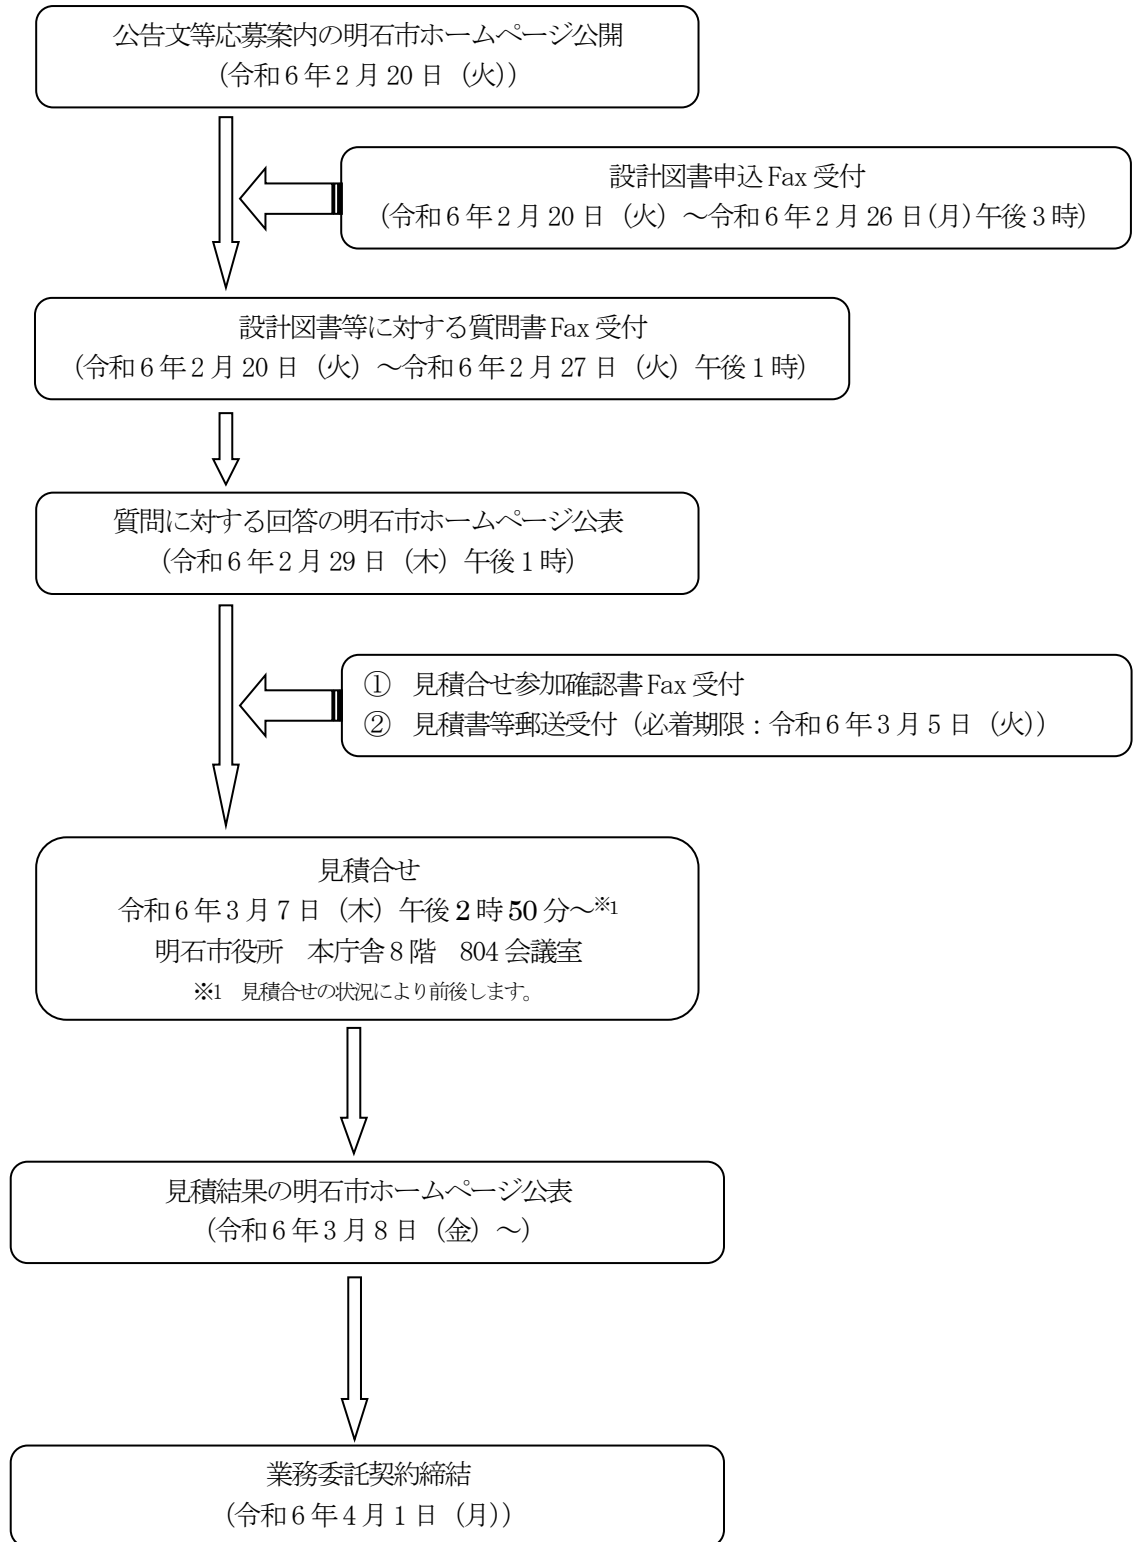 公告文等応募案内の明石市ホームページ公開
(令和6年2月20日(火))
設計図書申込Fax受付
(令和6年2月20日(火)～令和6年2月26日(月)午後3時)
設計図書等に対する質問書Fax受付
(令和6年2月20日(火)～令和6年2月27日(火)午後1時)
質問に対する回答の明石市ホームページ公表
(令和6年2月29日(木)午後1時)
① 見積合せ参加確認書Fax受付
② 見積書等郵送受付(必着期限:令和6年3月5日(火))
見積合せ
令和6年3月7日(木)午後2時50分～※1
明石市役所 本庁舎8階 804会議室
※1 見積合せの状況により前後します。
見積結果の明石市ホームページ公表
(令和6年3月8日(金)～)
業務委託契約締結
(令和6年4月1日(月))